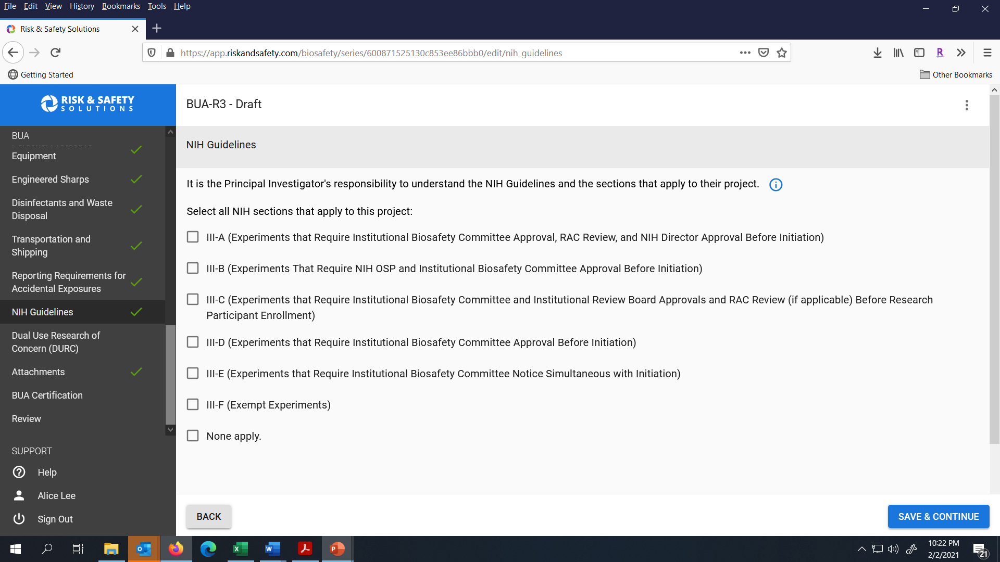 File Edit View History Bookmarks Tools Help
Risk & Safety Solutions
https://app.riskandsafety.com/biosafety/series/600871525130c853ee86bbb0/edit/nih_guidelines
Getting Started
Other Bookmarks
RISK & SAFETY
SOLUTIONS
BUA
Equipment
Engineered Sharps
Disinfectants and Waste
Disposal
Transportation and
Shipping
Reporting Requirements for
Accidental Exposures
NIH Guidelines
Dual Use Research of
Concern (DURC)
Attachments
BUA Certification
Review
SUPPORT
Help
Alice Lee
Sign Out
BUA-R3 - Draft
NIH Guidelines
It is the Principal Investigator's responsibility to understand the NIH Guidelines and the sections that apply to their project.
Select all NIH sections that apply to this project:
III-A (Experiments that Require Institutional Biosafety Committee Approval, RAC Review, and NIH Director Approval Before Initiation)
III-B (Experiments That Require NIH OSP and Institutional Biosafety Committee Approval Before Initiation)
III-C (Experiments that Require Institutional Biosafety Committee and Institutional Review Board Approvals and RAC Review (if applicable) Before Research
Participant Enrollment)
III-D (Experiments that Require Institutional Biosafety Committee Approval Before Initiation)
III-E (Experiments that Require Institutional Biosafety Committee Notice Simultaneous with Initiation)
III-F (Exempt Experiments)
None apply.
BACK
SAVE & CONTINUE
10:22 PM
2/2/2021
21